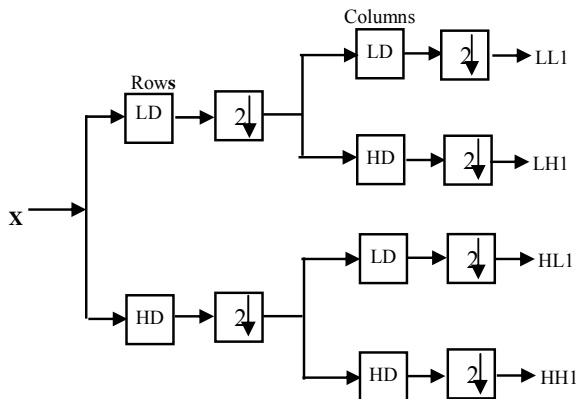 Columns
LD 2 LL1
Rows
LD 2
HD 2 LH1
X
LD 2 HL1
HD 2
HD 2 HH1